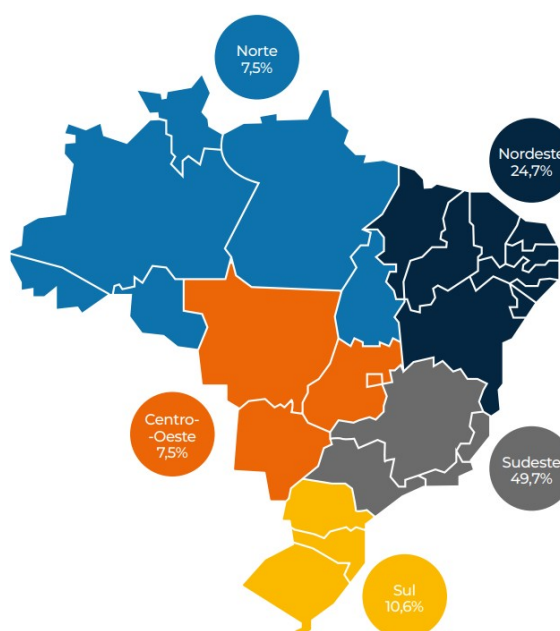 Norte
7,5%
Nordeste
24,7%
Centro-
-Oeste
7,5%
Sudeste
49,7%
Sul
10,6%